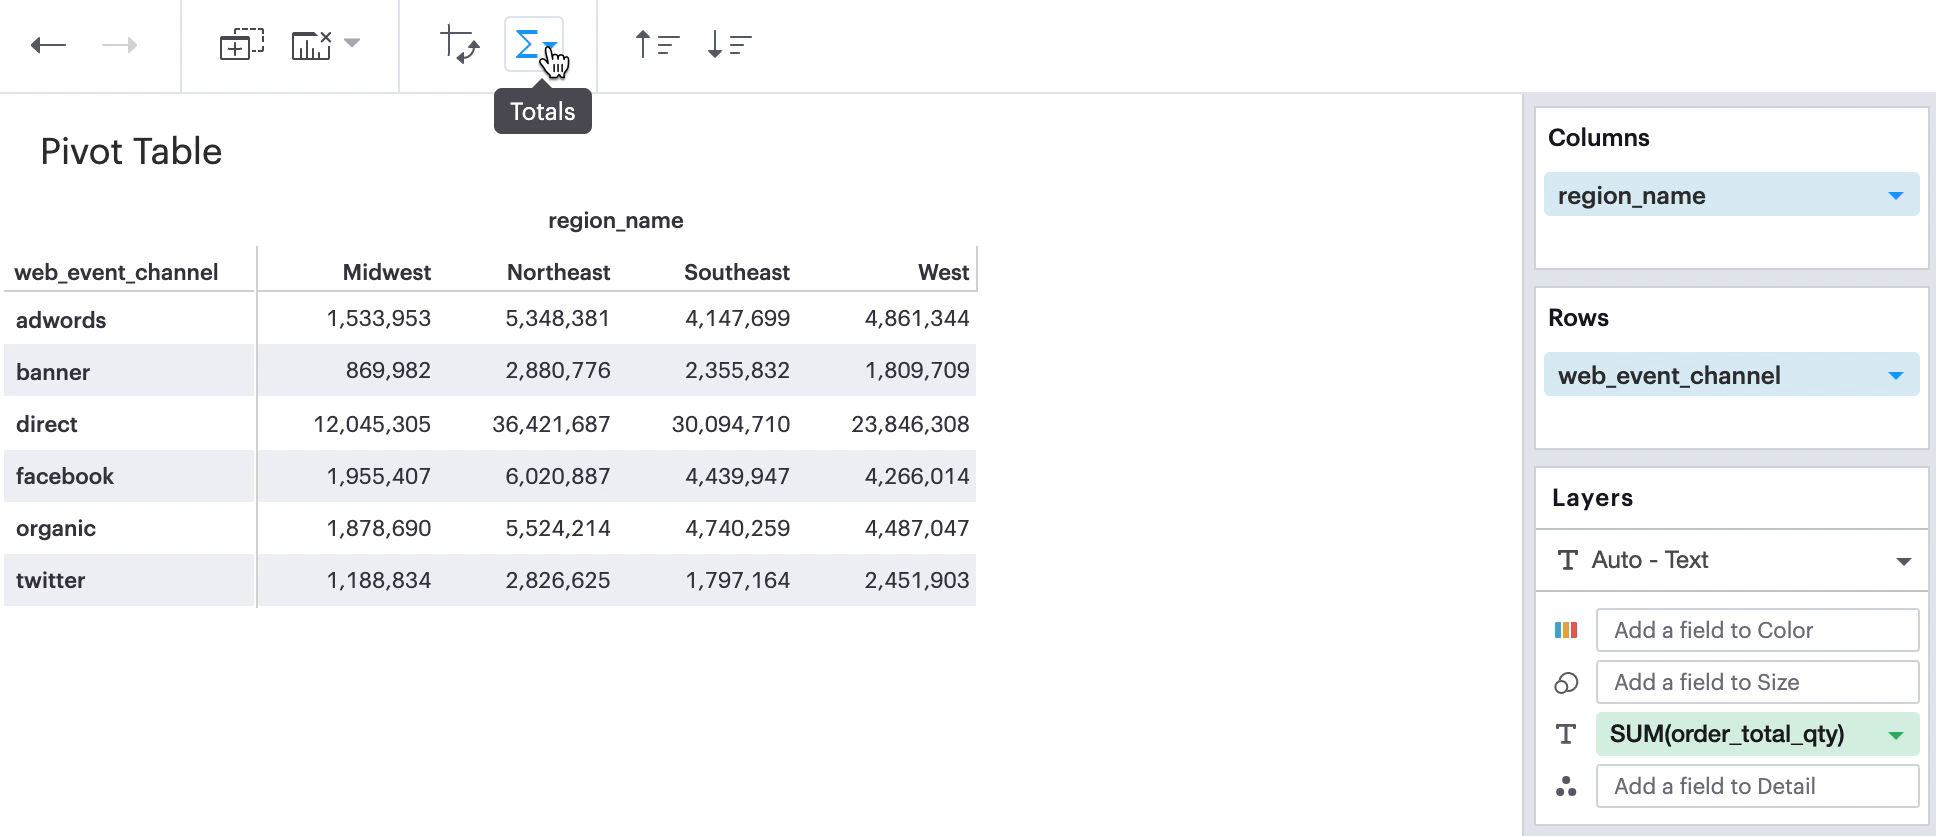 Totals
Pivot Table
region_name
web_event_channel Midwest Northeast Southeast West
adwords 1,533,953 5,348,381 4,147,699 4,861,344
banner 869,982 2,880,776 2,355,832 1,809,709
direct 12,045,305 36,421,687 30,094,710 23,846,308
facebook 1,955,407 6,020,887 4,439,947 4,266,014
organic 1,878,690 5,524,214 4,740,259 4,487,047
twitter 1,188,834 2,826,625 1,797,164 2,451,903
Columns
region_name
Rows
web_event_channel
Layers
T Auto - Text
Add a field to Color
Add a field to Size
T SUM(order_total_qty)
Add a field to Detail